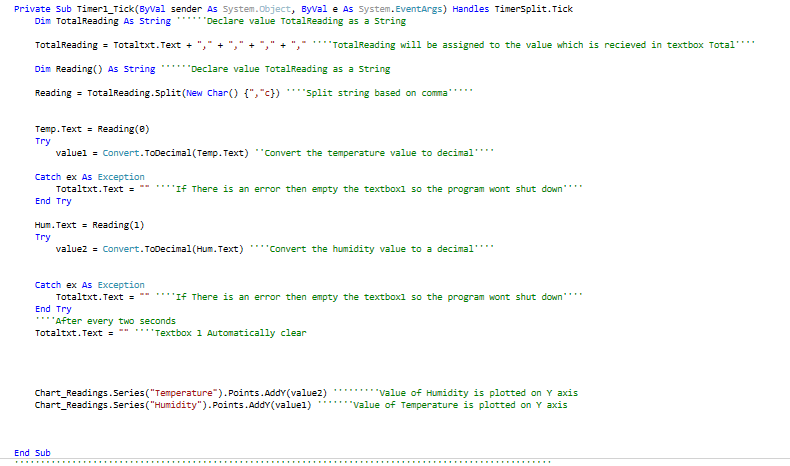 Private Sub Timer1_Tick(ByVal sender As System.Object, ByVal e As System.EventArgs) Handles TimerSplit.Tick
Dim TotalReading As String ''''''Declare value TotalReading as a String
TotalReading = Totaltxt.Text + "," + "," + "," + "," ''''TotalReading will be assigned to the value which is recieved in textbox Total''''
Dim Reading() As String ''''''Declare value TotalReading as a String
Reading = TotalReading.Split(New Char() {","c}) ''''Split string based on comma'''''
Temp.Text = Reading(0)
Try
value1 = Convert.ToDecimal(Temp.Text) ''Convert the temperature value to decimal''''
Catch ex As Exception
Totaltxt.Text = "" ''''If There is an error then empty the textbox1 so the program wont shut down''''
End Try
Hum.Text = Reading(1)
Try
value2 = Convert.ToDecimal(Hum.Text) ''''Convert the humidity value to a decimal''''
Catch ex As Exception
Totaltxt.Text = "" ''''If There is an error then empty the textbox1 so the program wont shut down''''
End Try
''''After every two seconds
Totaltxt.Text = "" ''''Textbox 1 Automatically clear
Chart_Readings.Series("Temperature").Points.AddY(value2) '''''''''Value of Humidity is plotted on Y axis
Chart_Readings.Series("Humidity").Points.AddY(value1) '''''''Value of Temperature is plotted on Y axis
End Sub